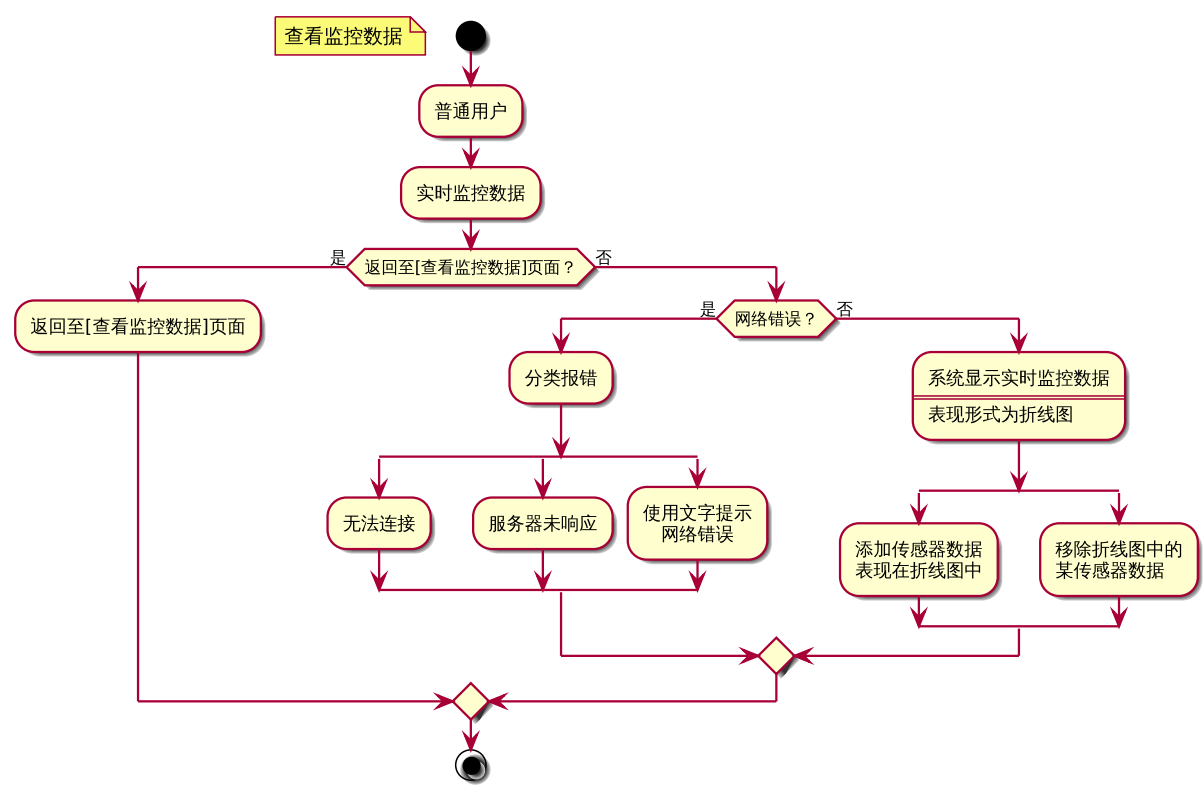 查看监控数据
普通用户
实时监控数据
是
返回至[查看监控数据]页面？
否
返回至[查看监控数据]页面
是
网络错误？
否
分类报错
系统显示实时监控数据
表现形式为折线图
无法连接
服务器未响应
使用文字提示
网络错误
添加传感器数据
表现在折线图中
移除折线图中的
某传感器数据